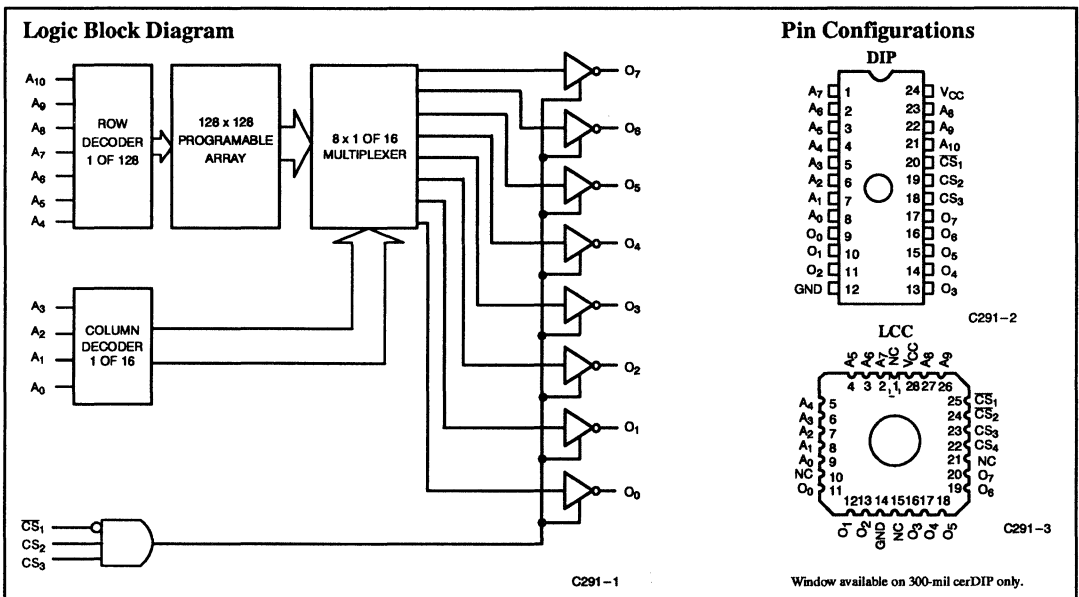 Logic Block Diagram
A10
A9
A8
A7
A6
A5
A4
ROW
DECODER
1 OF 128
128 x 128
PROGRAMABLE
ARRAY
8 x 1 OF 16
MULTIPLEXER
O7
O6
O5
O4
O3
O2
O1
O0
A3
A2
A1
A0
COLUMN
DECODER
1 OF 16
C̅S̅1
CS2
CS3
C291-1
Pin Configurations
DIP
A7 1 24 VCC
A6 2 23 A8
A5 3 22 A9
A4 4 21 A10
A3 5 20 C̅S̅1
A2 6 19 CS2
A1 7 18 CS3
A0 8 17 O7
O0 9 16 O6
O1 10 15 O5
O2 11 14 O4
GND 12 13 O3
C291-2
LCC
A5 A6 A7 NC VCC A8 A9
4 3 2 1 28 27 26
A4 5 25 C̅S̅1
A3 6 24 C̅S̅2
A2 7 23 CS3
A1 8 22 CS4
A0 9 21 NC
NC 10 20 O7
O0 11 19 O6
12 13 14 15 16 17 18
O1 O2 GND NC O3 O4 O5
C291-3
Window available on 300-mil cerDIP only.